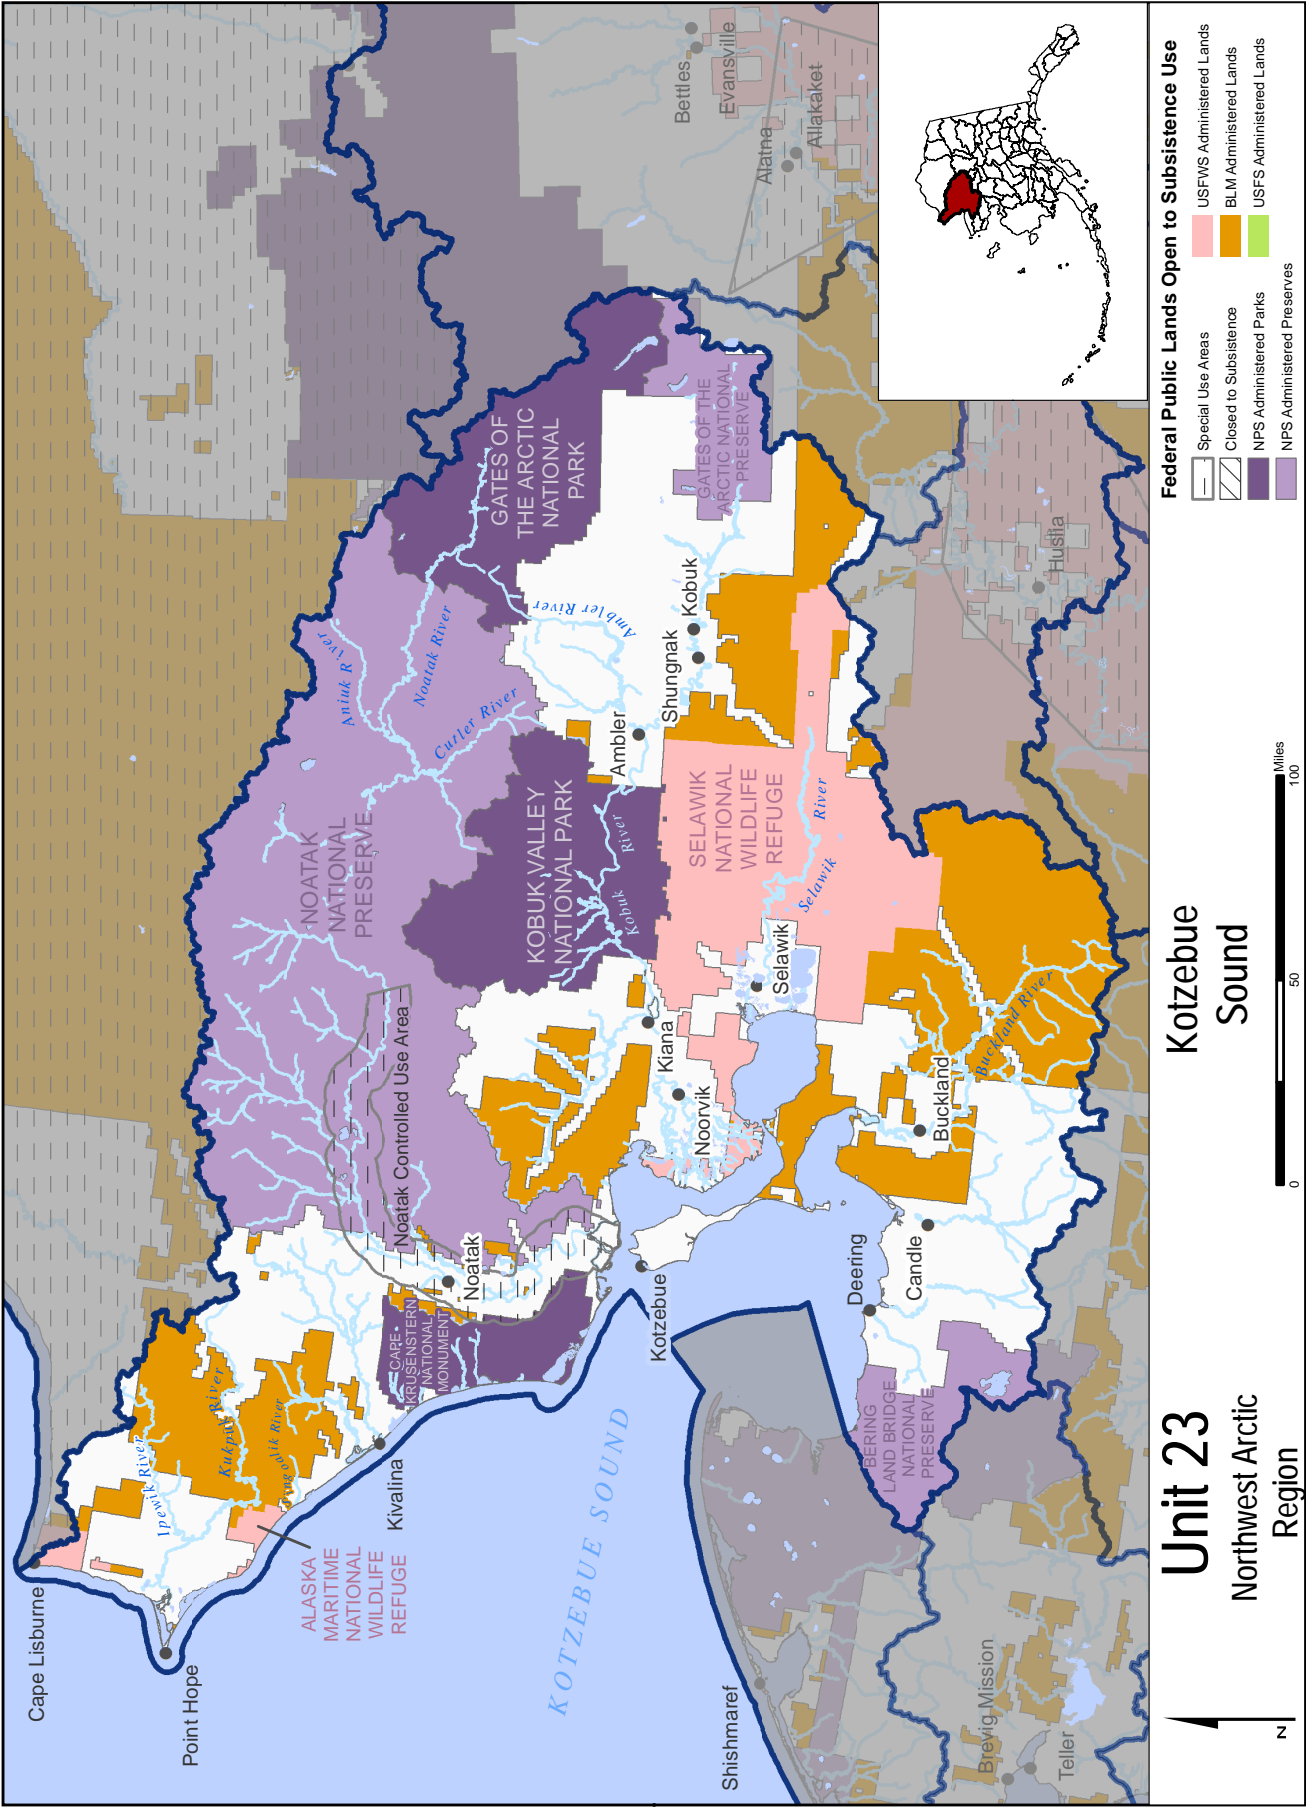 Cape Lisburne
Point Hope
Ipewik River
Kukpuk River
Kivalina
ALASKA
MARITIME
NATIONAL
WILDLIFE
REFUGE
KOTZEBUE SOUND
Shishmaref
Brevig Mission
Teller
CAPE
KRUSENSTERN
NATIONAL
MONUMENT
Noatak
Noatak Controlled Use Area
NOATAK
NATIONAL
PRESERVE
Aniuk River
Noatak River
Cutler River
GATES OF
THE ARCTIC
NATIONAL
PARK
GATES OF THE
ARCTIC NATIONAL
PRESERVE
Ambler River
Kobuk
Shungnak
Ambler
KOBUK VALLEY
NATIONAL PARK
Kobuk River
SELAWIK
NATIONAL
WILDLIFE
REFUGE
Selawik River
Selawik
Kiana
Noorvik
Kotzebue
Deering
Candle
Buckland
Buckland River
BERING
LAND BRIDGE
NATIONAL
PRESERVE
Bettles
Evansville
Alatna
Allakaket
Huslia
Unit 23
Northwest Arctic
Region
Kotzebue
Sound
0 50 100
Miles
N
Federal Public Lands Open to Subsistence Use
Special Use Areas
Closed to Subsistence
NPS Administered Parks
NPS Administered Preserves
USFWS Administered Lands
BLM Administered Lands
USFS Administered Lands